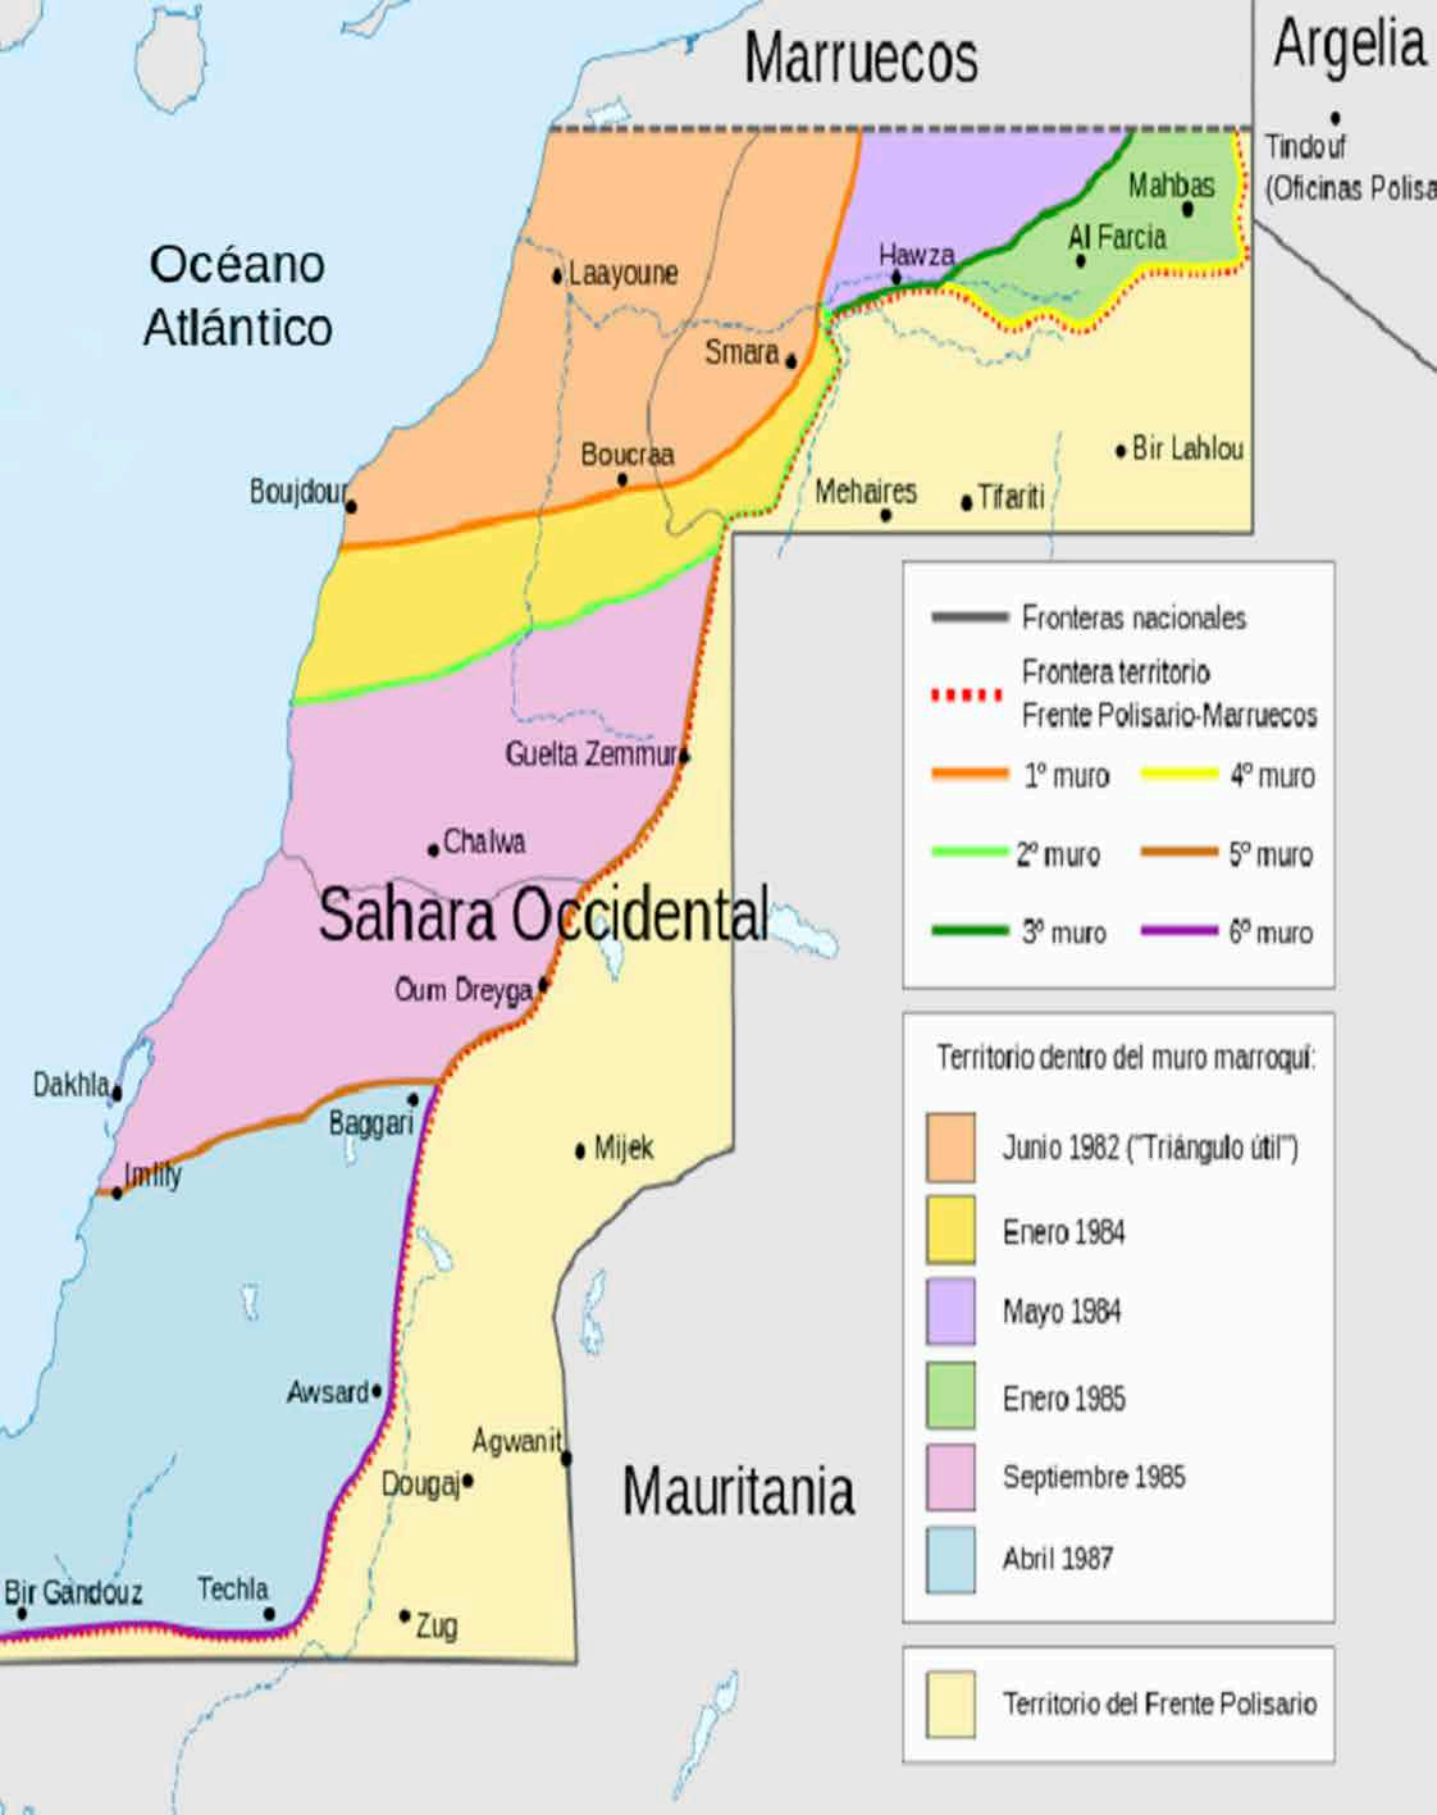 Marruecos
Argelia
Tindouf
(Oficinas Polisa
Océano
Atlántico
Mahbas
Al Farcia
Hawza
Laayoune
Smara
Boucraa
Boujdour
Bir Lahlou
Mehaires
Tifariti
Guelta Zemmur
Chalwa
Sahara Occidental
Oum Dreyga
Dakhla
Baggari
Imlily
Mijek
Awsard
Agwanit
Dougaj
Mauritania
Bir Gandouz
Techla
Zug
Fronteras nacionales
Frontera territorio
Frente Polisario-Marruecos
1º muro
4º muro
2º muro
5º muro
3º muro
6º muro
Territorio dentro del muro marroquí:
Junio 1982 ("Triángulo útil")
Enero 1984
Mayo 1984
Enero 1985
Septiembre 1985
Abril 1987
Territorio del Frente Polisario